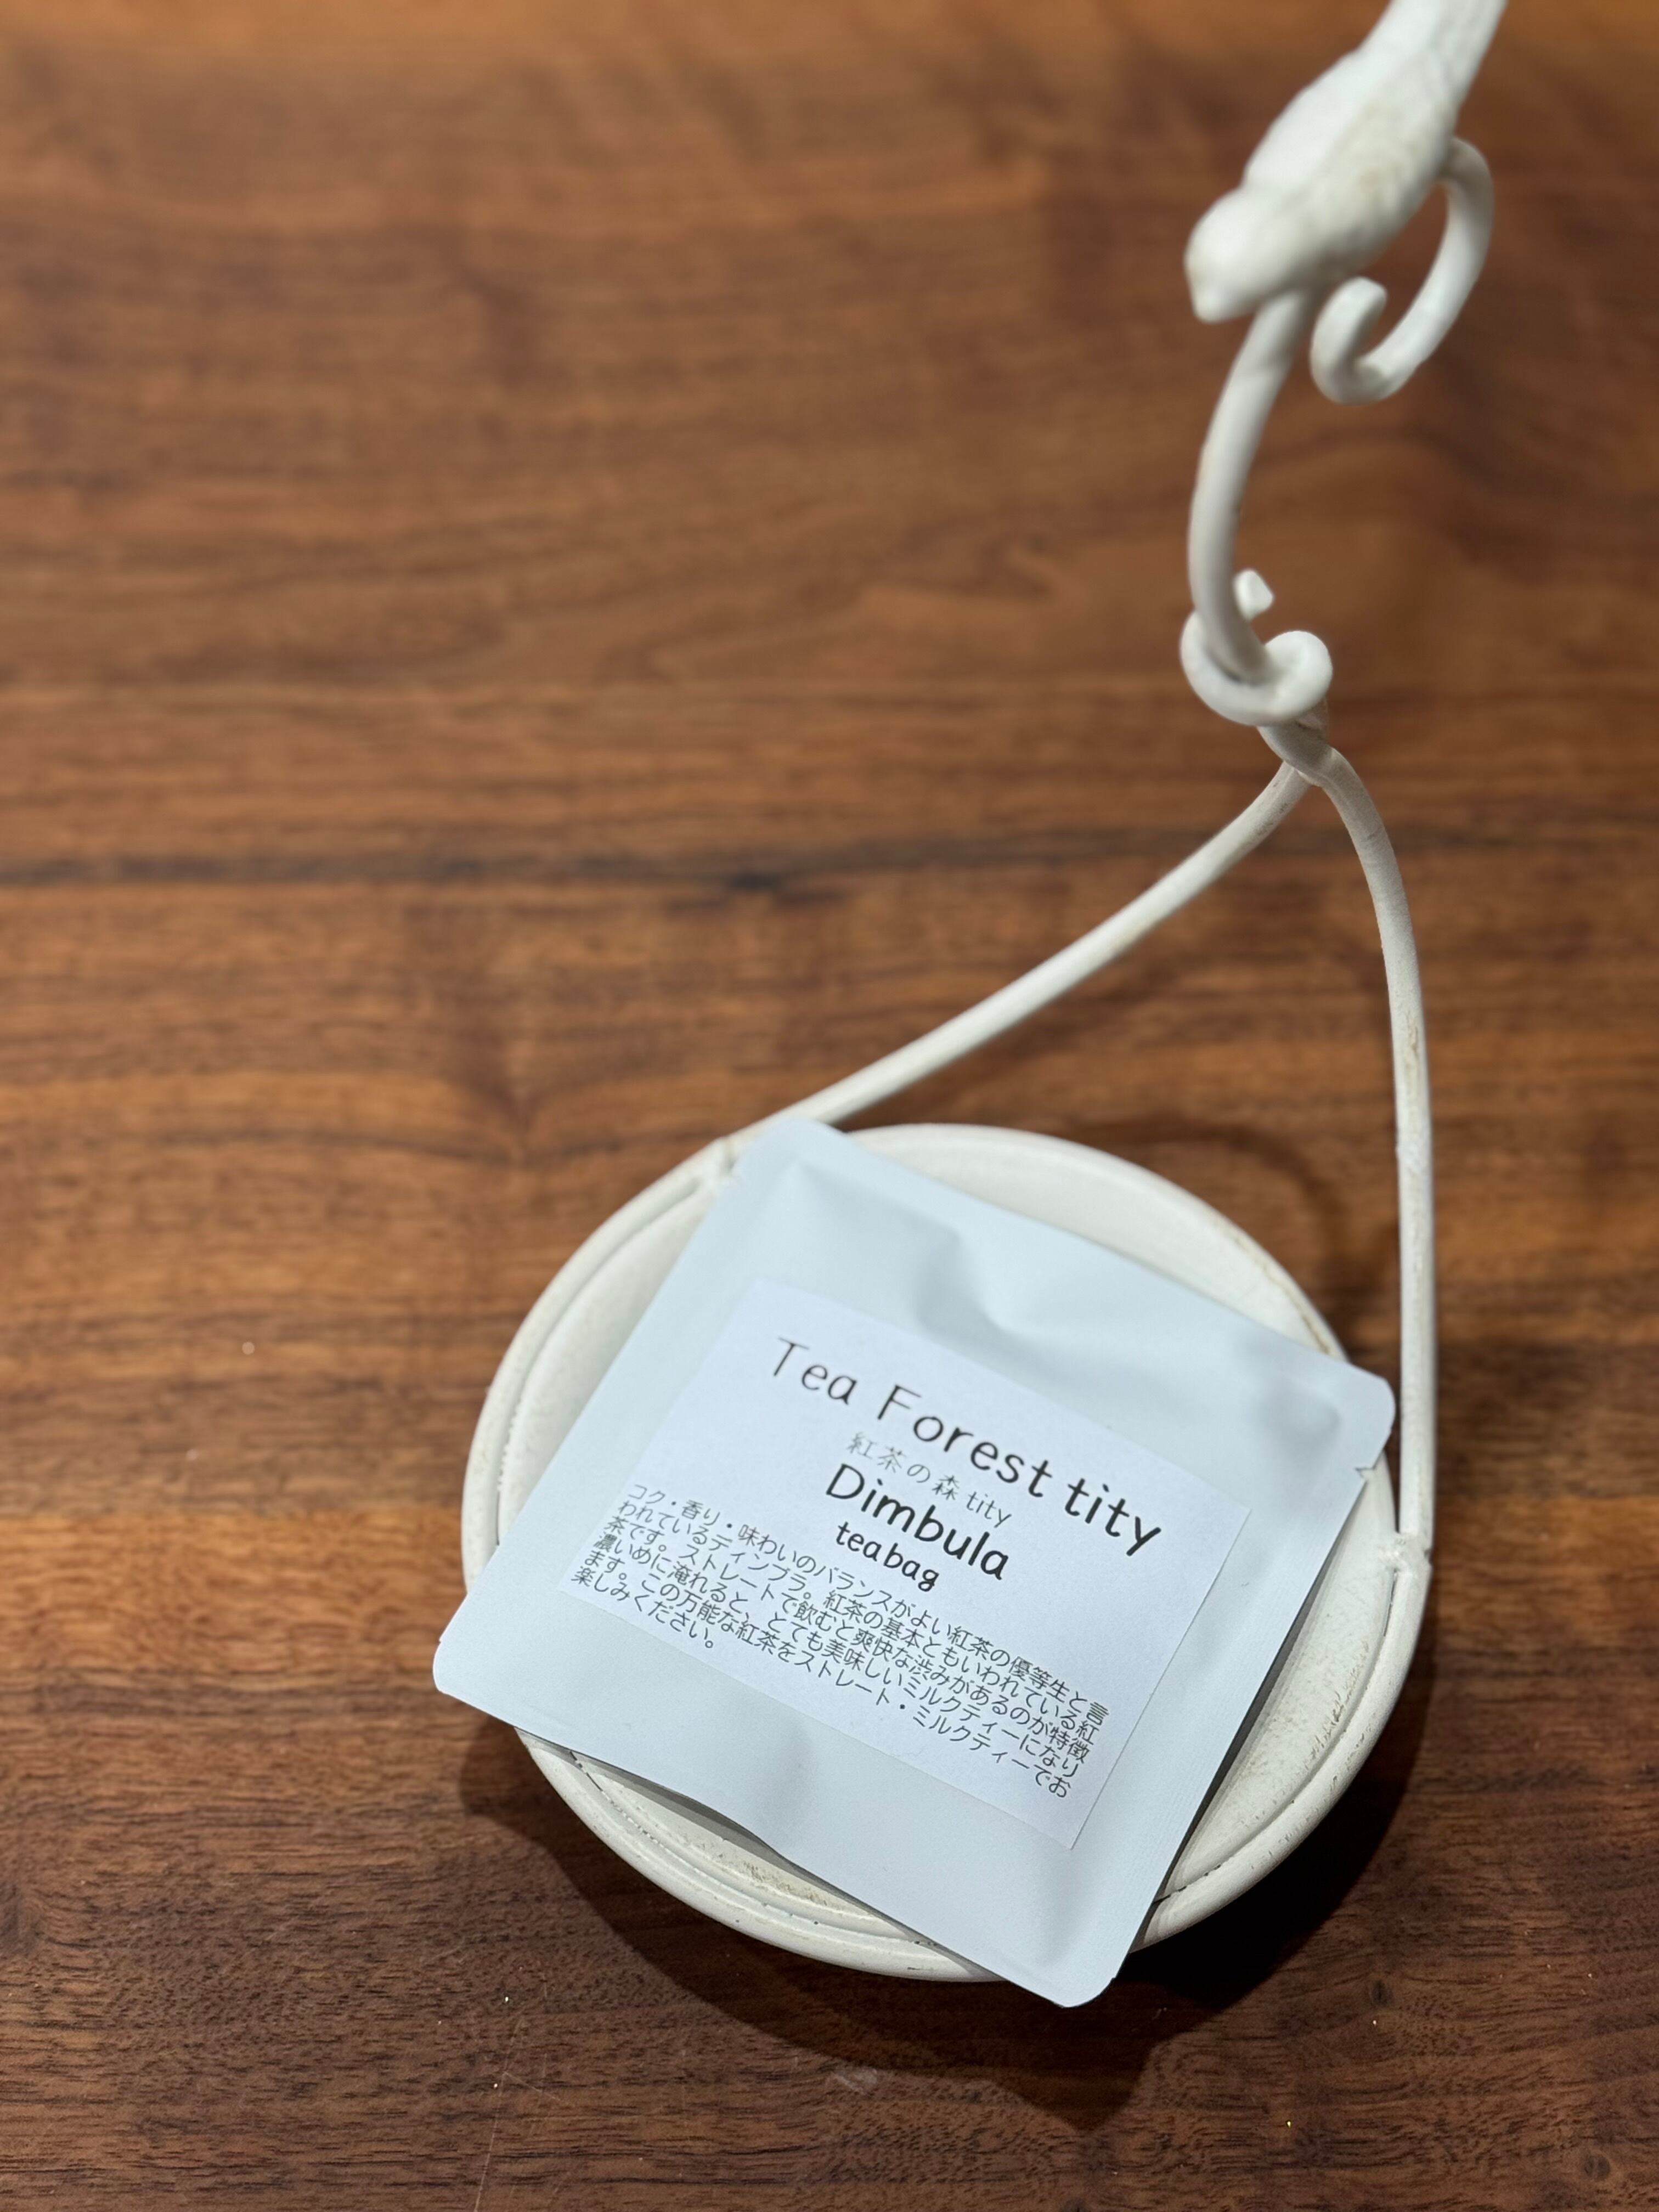 Tea Forest tity
紅茶の森 tity
Dimbula
teabag
コク・香り・味わいのバランスがよい紅茶の優等生と言
われているディンブラ。紅茶の基本ともいわれている紅
茶です。ストレートで飲むと爽快な渋みがあるのが特徴
濃いめに淹れると、とても美味しいミルクティーになり
ます。この万能な紅茶をストレート・ミルクティーでお
楽しみください。